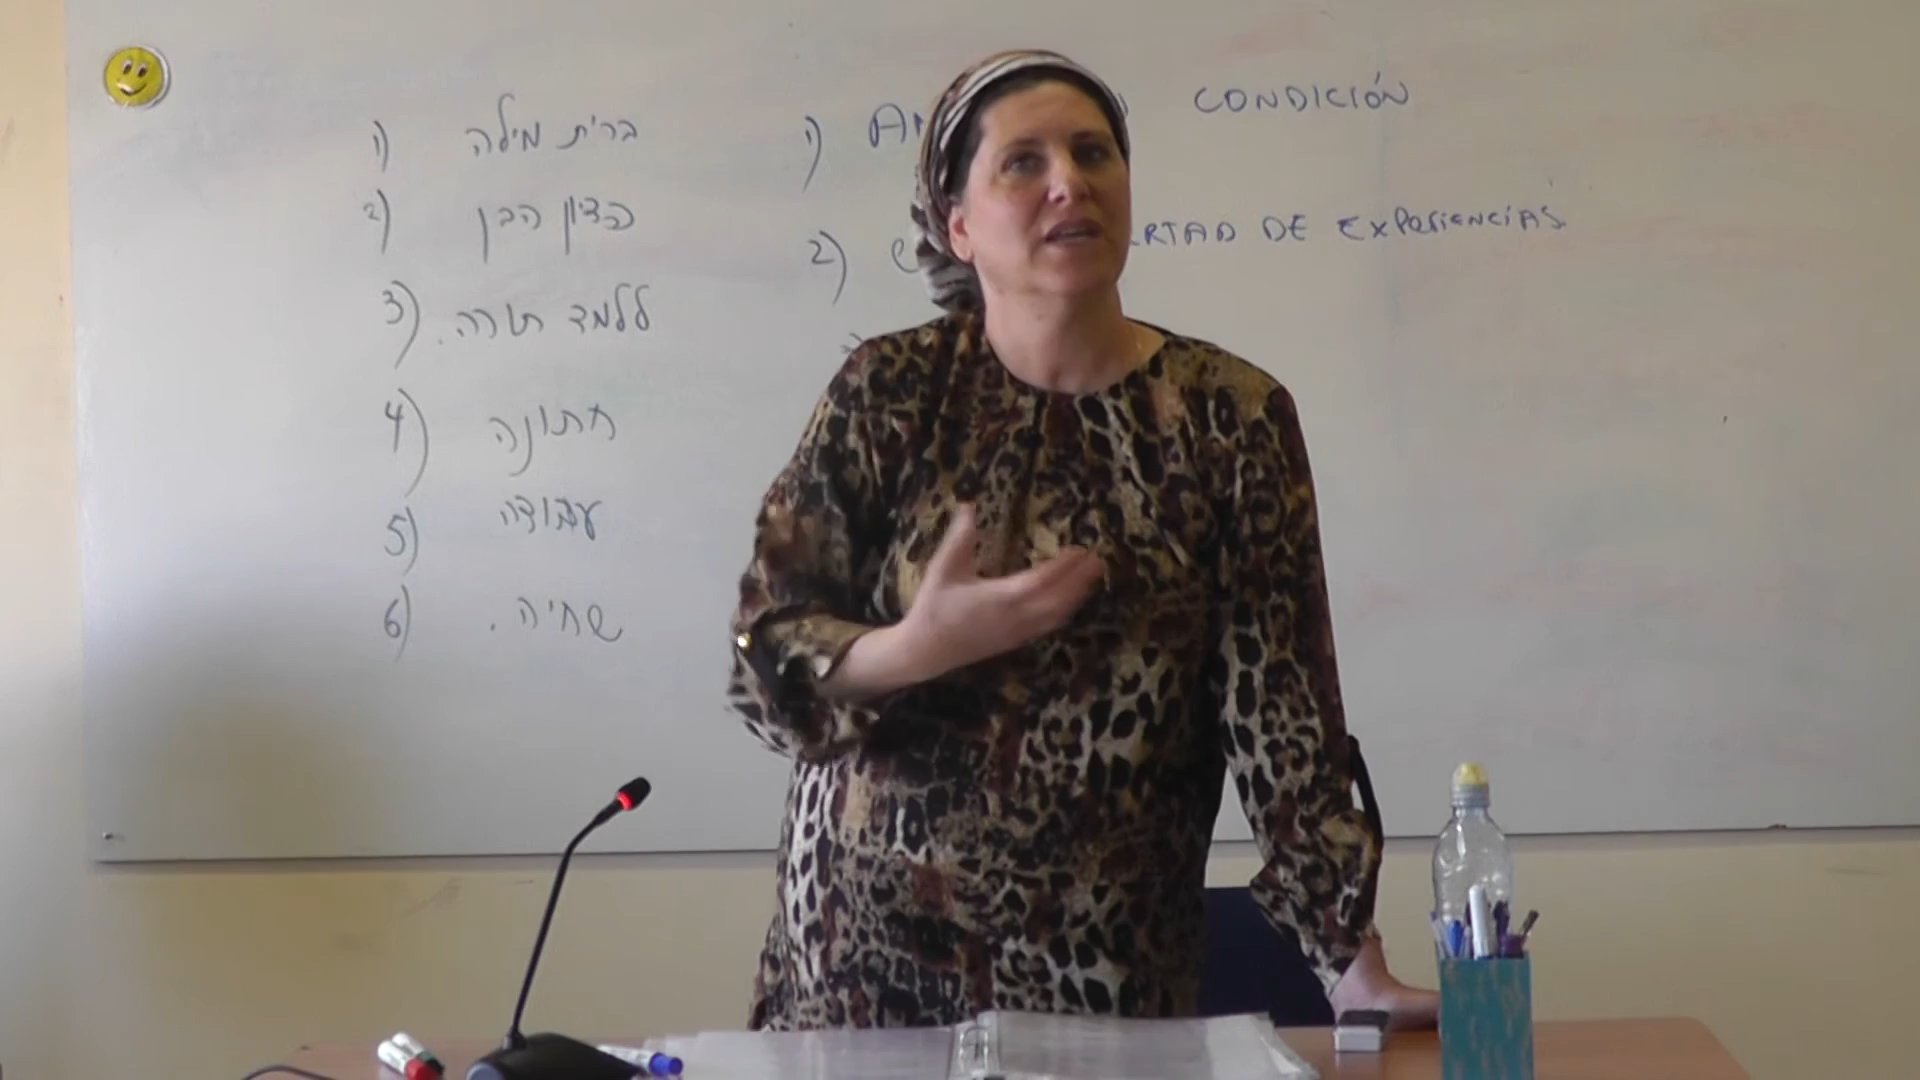 1) ברית מילה
2) פדיון הבן
3) ללמד תורה.
4) חתונה
5) עבודה
6) שחיה.
1) CONDICIÓN
2) DE EXPERIENCIAS